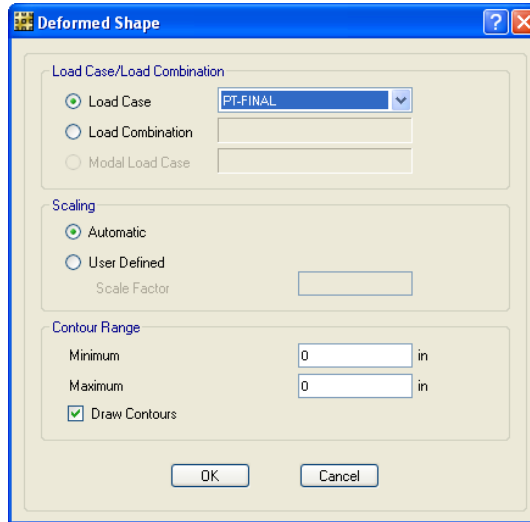 Deformed Shape
Load Case/Load Combination
Load Case PT-FINAL
Load Combination
Modal Load Case
Scaling
Automatic
User Defined
Scale Factor
Contour Range
Minimum 0 in
Maximum 0 in
Draw Contours
OK Cancel